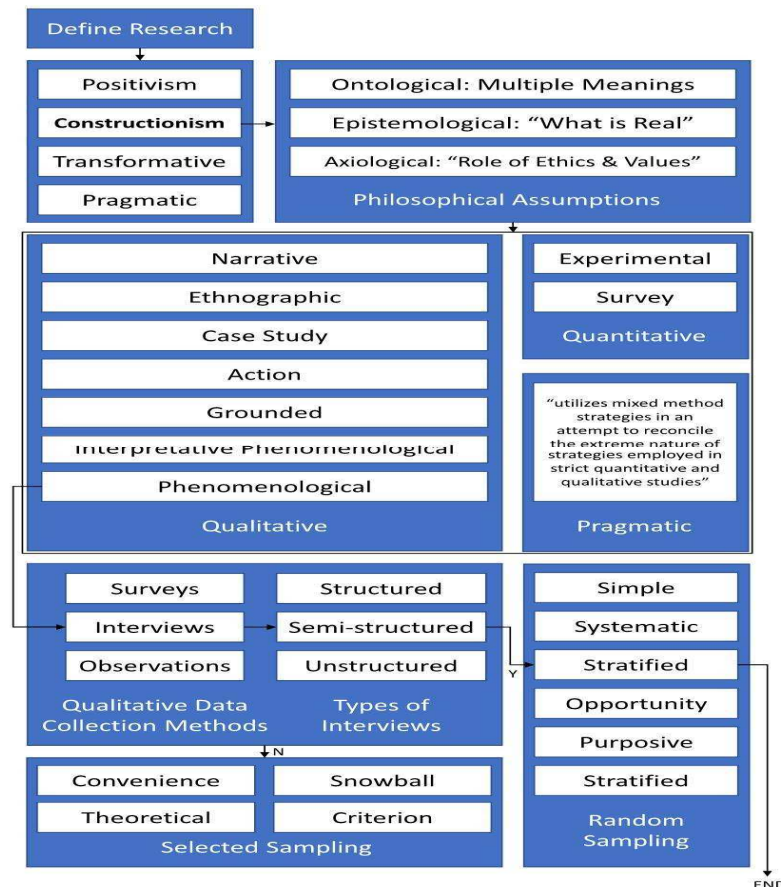 Define Research
Positivism
Constructionism
Transformative
Pragmatic
Ontological: Multiple Meanings
Epistemological: “What is Real”
Axiological: “Role of Ethics & Values”
Philosophical Assumptions
Narrative
Ethnographic
Case Study
Action
Grounded
Interpretative Phenomenological
Phenomenological
Qualitative
Experimental
Survey
Quantitative
“utilizes mixed method
strategies in an
attempt to reconcile
the extreme nature of
strategies employed in
strict quantitative and
qualitative studies”
Pragmatic
Surveys
Interviews
Observations
Qualitative Data
Collection Methods
Structured
Semi-structured
Unstructured
Types of
Interviews
Y
N
Simple
Systematic
Stratified
Opportunity
Purposive
Stratified
Random
Sampling
Convenience
Snowball
Theoretical
Criterion
Selected Sampling
END